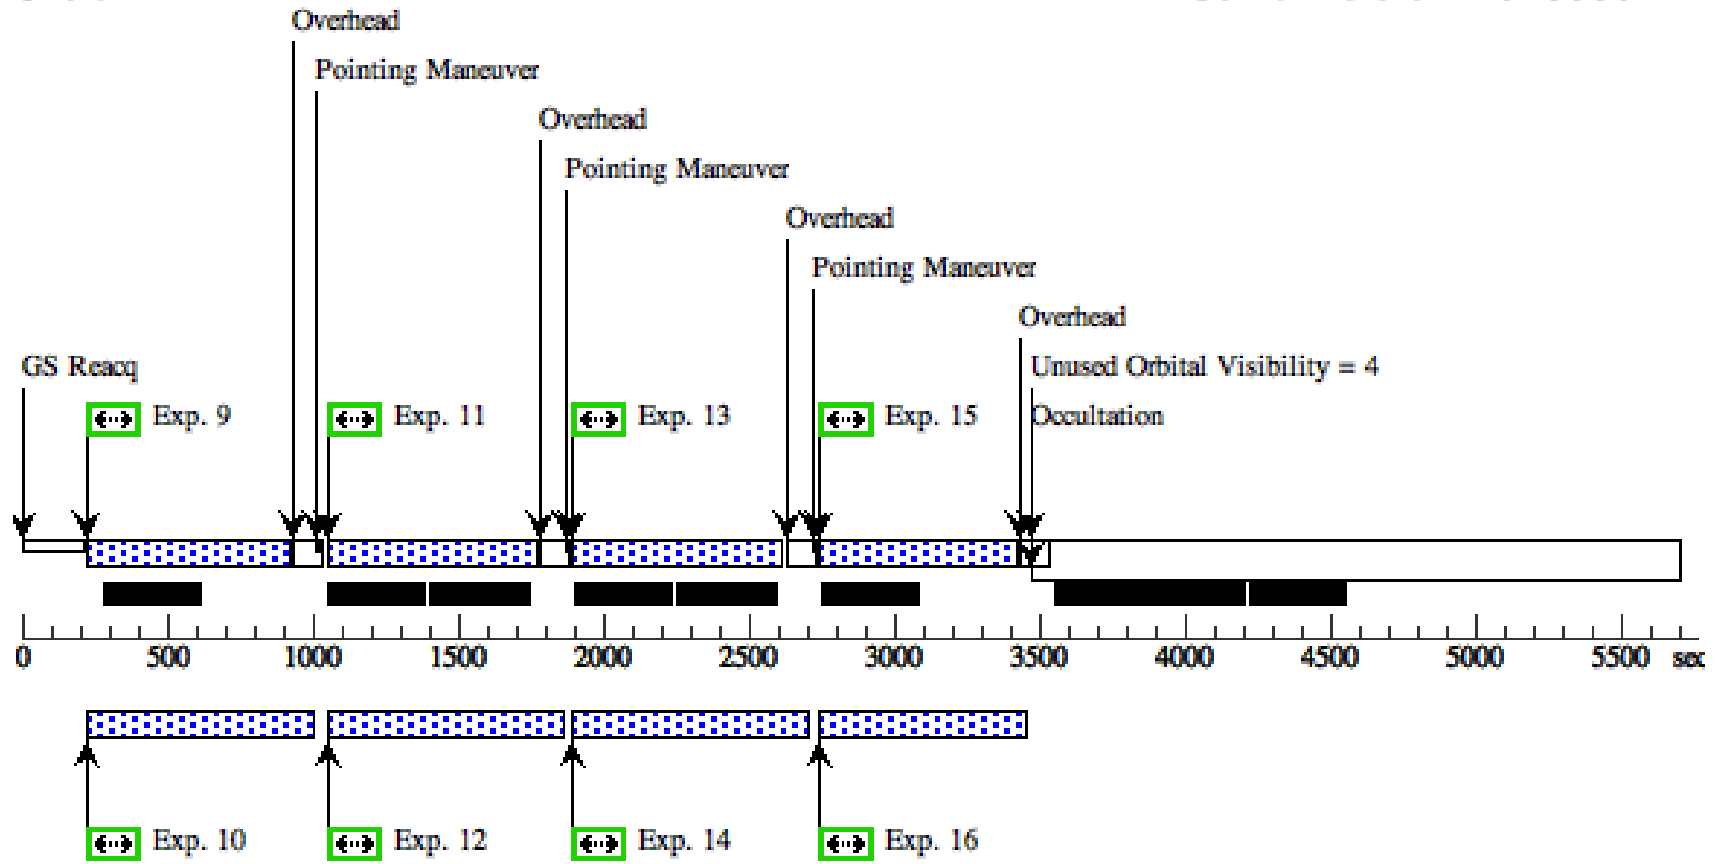 Overhead
Pointing Maneuver
Overhead
Pointing Maneuver
Overhead
Pointing Maneuver
Overhead
GS Reacq
Unused Orbital Visibility = 4
Exp. 9
Exp. 11
Exp. 13
Exp. 15
Occultation
0 500 1000 1500 2000 2500 3000 3500 4000 4500 5000 5500 sec
Exp. 10
Exp. 12
Exp. 14
Exp. 16